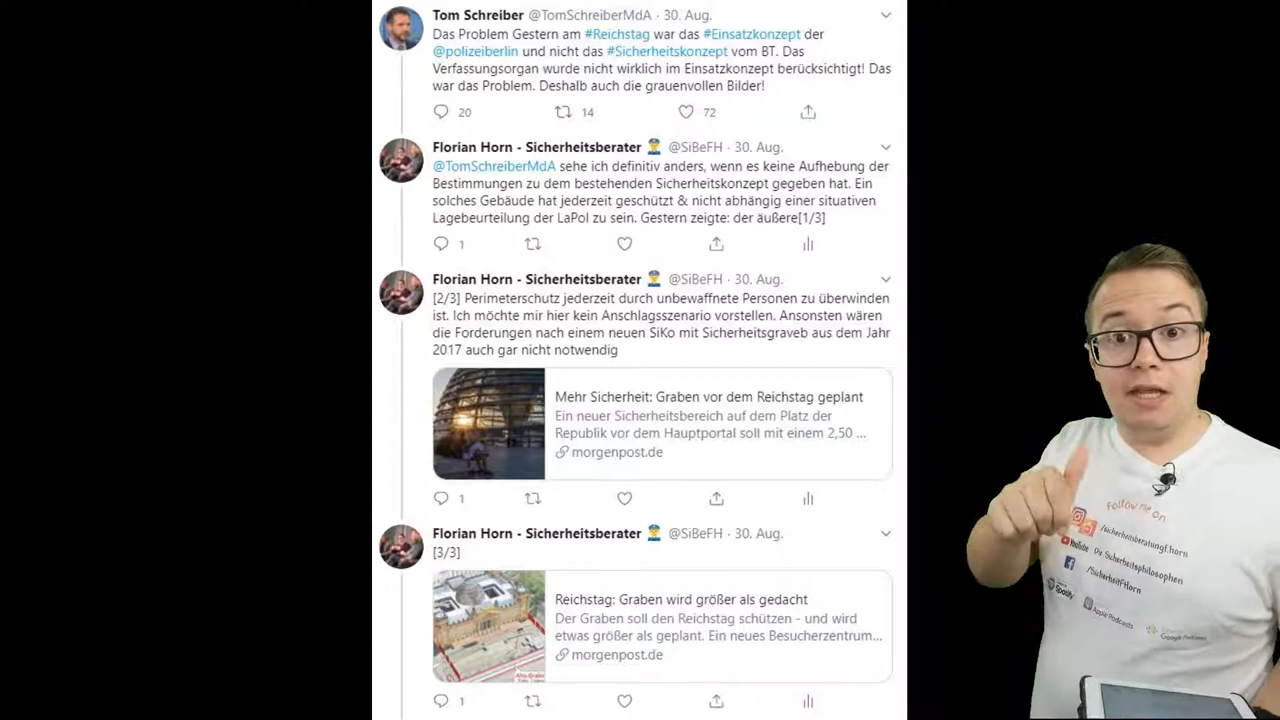 Tom Schreiber @TomSchreiberMdA · 30. Aug.
Das Problem Gestern am #Reichstag war das #Einsatzkonzept der
@polizeiberlin und nicht das #Sicherheitskonzept vom BT. Das
Verfassungsorgan wurde nicht wirklich im Einsatzkonzept berücksichtigt! Das
war das Problem. Deshalb auch die grauenvollen Bilder!
20 14 72
Florian Horn - Sicherheitsberater @SiBeFH · 30. Aug.
@TomSchreiberMdA sehe ich definitiv anders, wenn es keine Aufhebung der
Bestimmungen zu dem bestehenden Sicherheitskonzept gegeben hat. Ein
solches Gebäude hat jederzeit geschützt & nicht abhängig einer situativen
Lagebeurteilung der LaPol zu sein. Gestern zeigte: der äußere[1/3]
1
Florian Horn - Sicherheitsberater @SiBeFH · 30. Aug.
[2/3] Perimeterschutz jederzeit durch unbewaffnete Personen zu überwinden
ist. Ich möchte mir hier kein Anschlagsszenario vorstellen. Ansonsten wären
die Forderungen nach einem neuen SiKo mit Sicherheitsgraveb aus dem Jahr
2017 auch gar nicht notwendig
Mehr Sicherheit: Graben vor dem Reichstag geplant
Ein neuer Sicherheitsbereich auf dem Platz der
Republik vor dem Hauptportal soll mit einem 2,50 ...
morgenpost.de
1
Florian Horn - Sicherheitsberater @SiBeFH · 30. Aug.
[3/3]
Reichstag: Graben wird größer als gedacht
Der Graben soll den Reichstag schützen - und wird
etwas größer als geplant. Ein neues Besucherzentrum...
morgenpost.de
1
Follow me on
/sicherheitsberatungf.horn
YouTube Die Sicherheitsphilosophen
/SicherheitFHorn
Spotify
Apple Podcasts
Google Podcasts